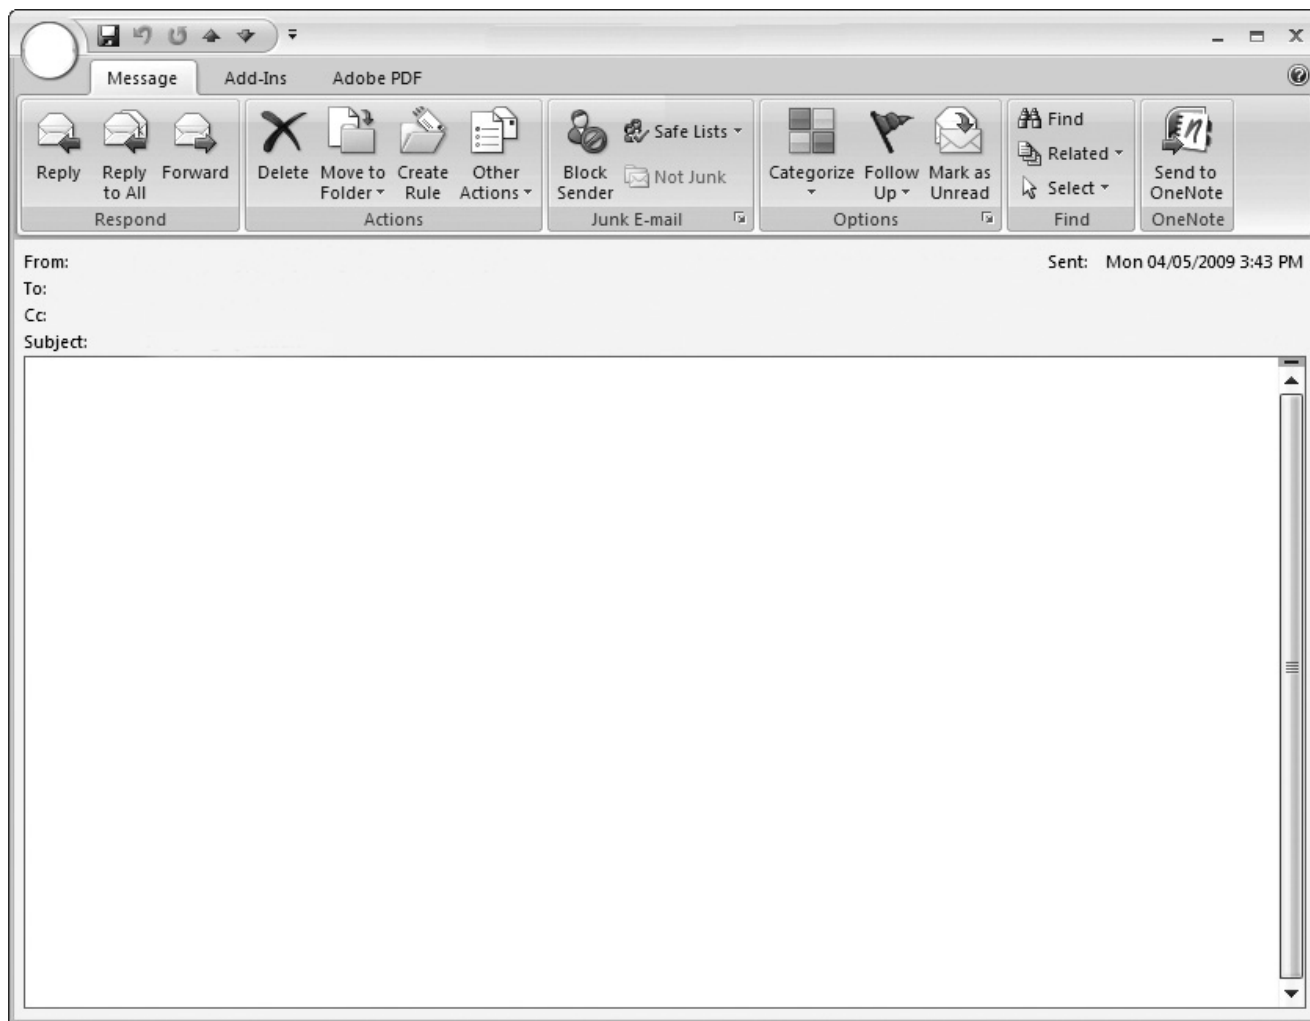 Message Add-Ins Adobe PDF
Reply Reply to All Forward
Respond
Delete Move to Folder Create Rule Other Actions
Actions
Block Sender Safe Lists Not Junk
Junk E-mail
Categorize Follow Up Mark as Unread
Options
Find
Related
Select
Find
Send to OneNote
OneNote
From:
Sent: Mon 04/05/2009 3:43 PM
To:
Cc:
Subject: